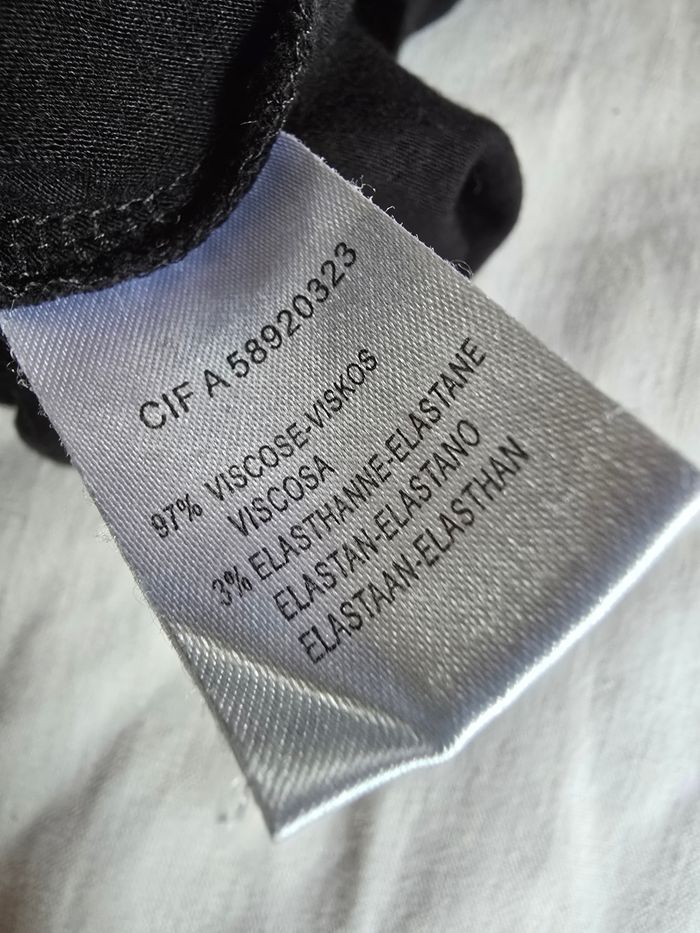 CIF A 58920323
97% VISCOSE-VISKOS
VISCOSA
3% ELASTHANNE-ELASTANE
ELASTAN-ELASTANO
ELASTAAN-ELASTHAN